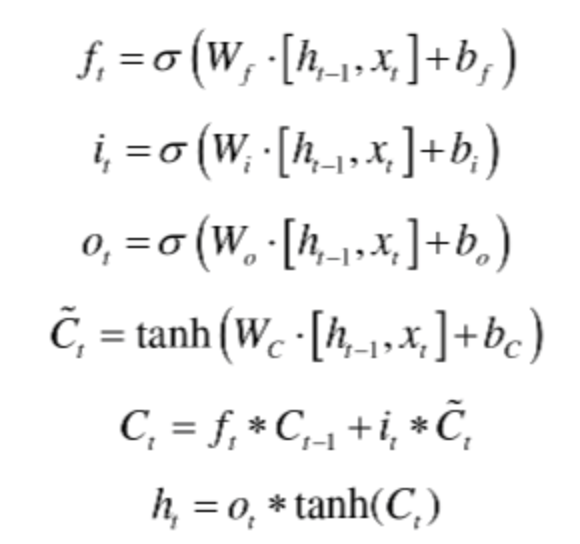 f_t = σ(W_f · [h_{t−1}, x_t] + b_f)
i_t = σ(W_i · [h_{t−1}, x_t] + b_i)
o_t = σ(W_o · [h_{t−1}, x_t] + b_o)
C̃_t = tanh(W_C · [h_{t−1}, x_t] + b_C)
C_t = f_t * C_{t−1} + i_t * C̃_t
h_t = o_t * tanh(C_t)